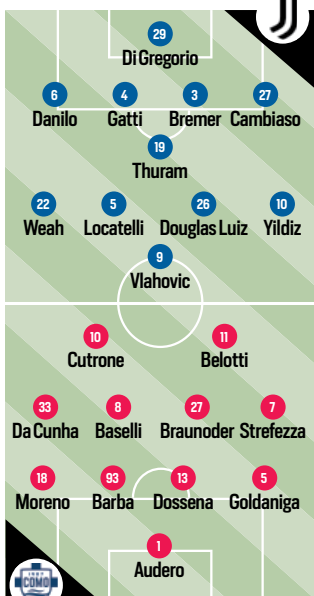 29
Di Gregorio
6 4 3 27
Danilo Gatti Bremer Cambiaso
19
Thuram
22 5 26 10
Weah Locatelli Douglas Luiz Yildiz
9
Vlahovic
10 11
Cutrone Belotti
33 8 27 7
Da Cunha Baselli Braunoder Strefezza
18 93 13 5
Moreno Barba Dossena Goldaniga
1
Audero
1907
COMO